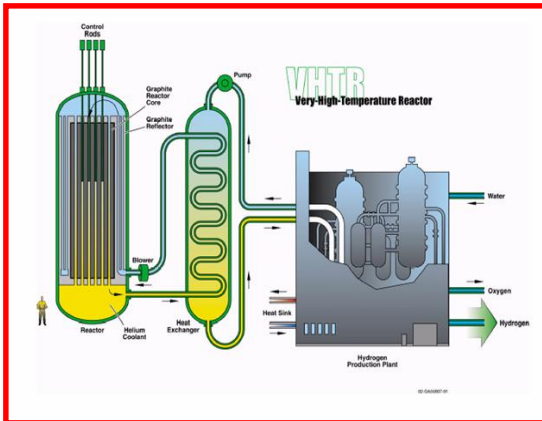 Control
Rods
Graphite
Reactor
Core
Graphite
Reflector
Pump
VHTR
Very-High-Temperature Reactor
Water
Blower
Oxygen
Heat Sink
Hydrogen
Reactor
Helium
Coolant
Heat
Exchanger
Hydrogen
Production Plant